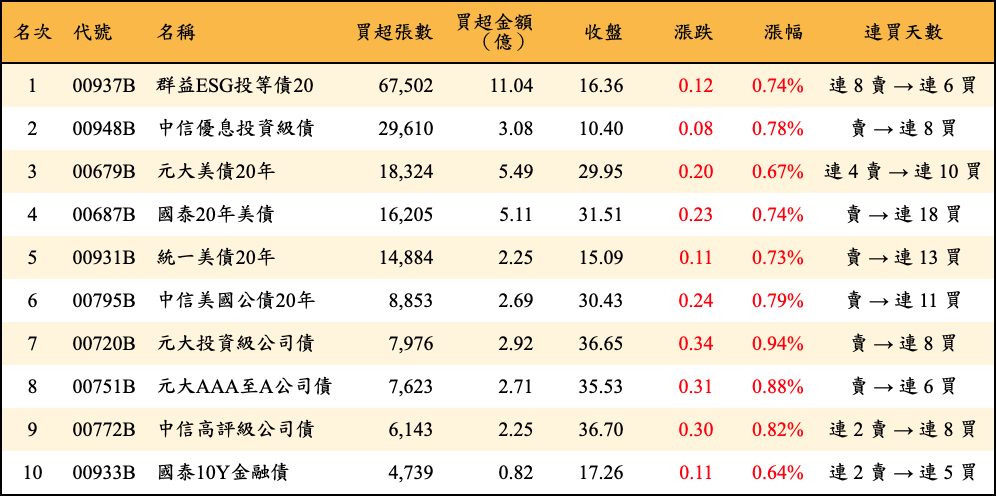 名次 代號 名稱 買超張數 買超金額（億） 收盤 漲跌 漲幅 連買天數
1 00937B 群益ESG投等債20 67,502 11.04 16.36 0.12 0.74% 連 8 賣 → 連 6 買
2 00948B 中信優息投資級債 29,610 3.08 10.40 0.08 0.78% 賣 → 連 8 買
3 00679B 元大美債20年 18,324 5.49 29.95 0.20 0.67% 連 4 賣 → 連 10 買
4 00687B 國泰20年美債 16,205 5.11 31.51 0.23 0.74% 賣 → 連 18 買
5 00931B 統一美債20年 14,884 2.25 15.09 0.11 0.73% 賣 → 連 13 買
6 00795B 中信美國公債20年 8,853 2.69 30.43 0.24 0.79% 賣 → 連 11 買
7 00720B 元大投資級公司債 7,976 2.92 36.65 0.34 0.94% 賣 → 連 8 買
8 00751B 元大AAA至A公司債 7,623 2.71 35.53 0.31 0.88% 賣 → 連 6 買
9 00772B 中信高評級公司債 6,143 2.25 36.70 0.30 0.82% 連 2 賣 → 連 8 買
10 00933B 國泰10Y金融債 4,739 0.82 17.26 0.11 0.64% 連 2 賣 → 連 5 買